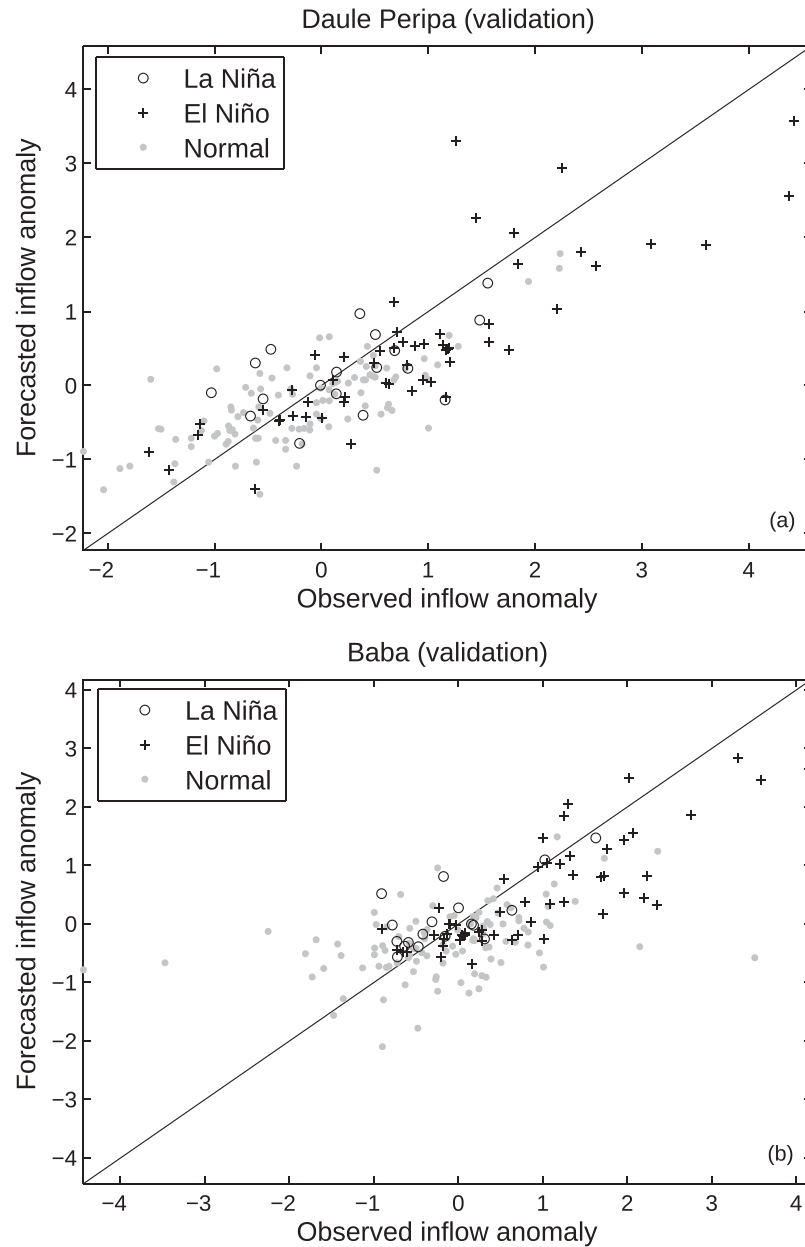 Daule Peripa (validation)
4
3
2
1
0
−1
−2
Forecasted inflow anomaly
La Niña
El Niño
Normal
(a)
−2
−1
0
1
2
3
4
Observed inflow anomaly
Baba (validation)
4
3
2
1
0
−1
−2
−3
−4
Forecasted inflow anomaly
La Niña
El Niño
Normal
(b)
−4
−3
−2
−1
0
1
2
3
4
Observed inflow anomaly